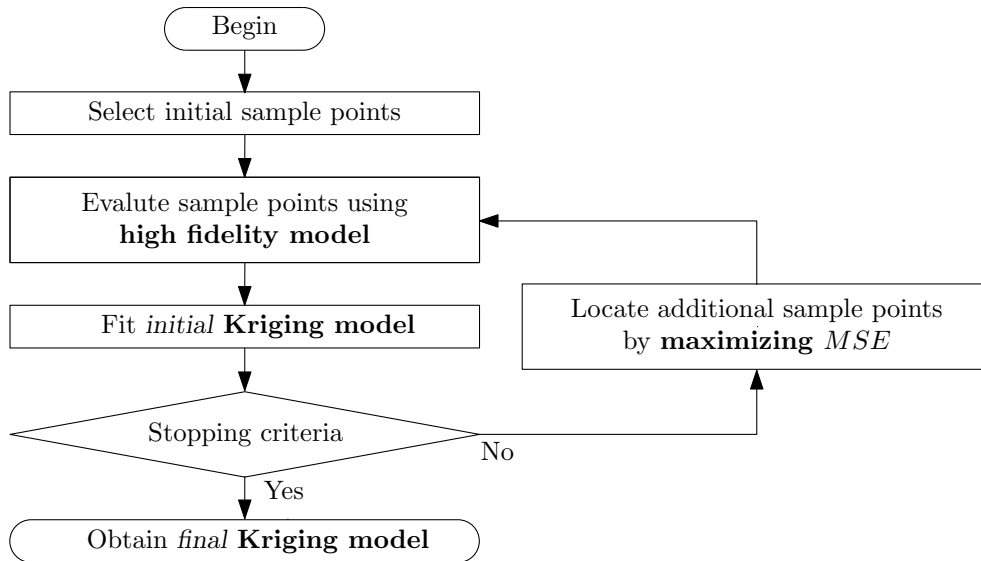 Begin
Select initial sample points
Evalute sample points using
high fidelity model
Fit initial Kriging model
Locate additional sample points
by maximizing MSE
Stopping criteria
No
Yes
Obtain final Kriging model